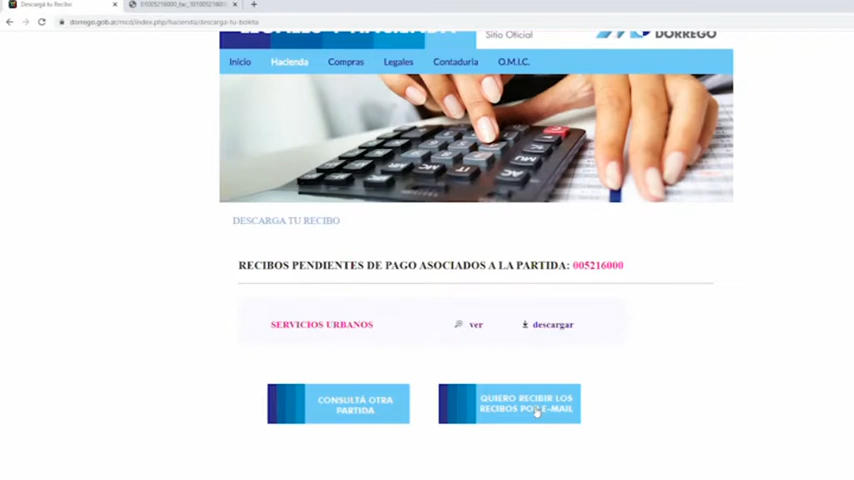 Descargá tu Recibo
dorrego.gob.ar/mcd/index.php/hacienda/descarga-tu-boleta
Sitio Oficial
DORREGO
Inicio
Hacienda
Compras
Legales
Contaduria
O.M.I.C.
DESCARGA TU RECIBO
RECIBOS PENDIENTES DE PAGO ASOCIADOS A LA PARTIDA: 005216000
SERVICIOS URBANOS
ver
descargar
CONSULTÁ OTRA
PARTIDA
QUIERO RECIBIR LOS
RECIBOS POR E-MAIL